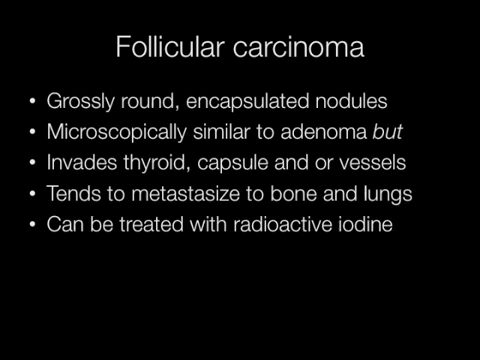 Follicular carcinoma
• Grossly round, encapsulated nodules
• Microscopically similar to adenoma but
• Invades thyroid, capsule and or vessels
• Tends to metastasize to bone and lungs
• Can be treated with radioactive iodine